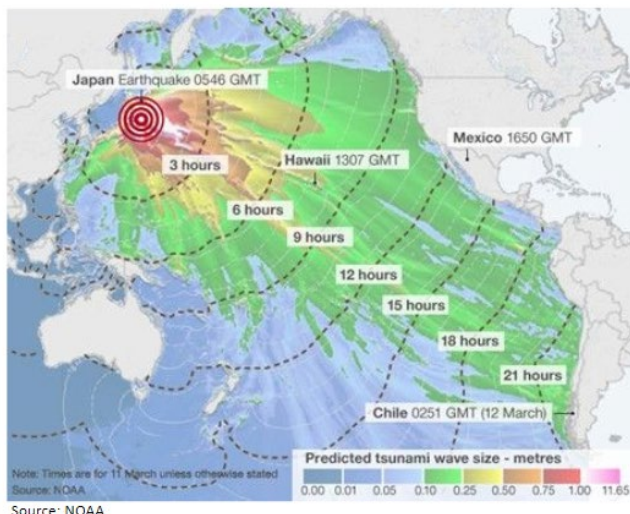 Japan Earthquake 0546 GMT
Mexico 1650 GMT
Hawaii 1307 GMT
3 hours
6 hours
9 hours
12 hours
15 hours
18 hours
21 hours
Chile 0251 GMT (12 March)
Predicted tsunami wave size - metres
0.00 0.01 0.05 0.10 0.25 0.50 0.75 1.00 11.65
Note: Times are for 11 March unless otherwise stated
Source: NOAA
Source: NOAA